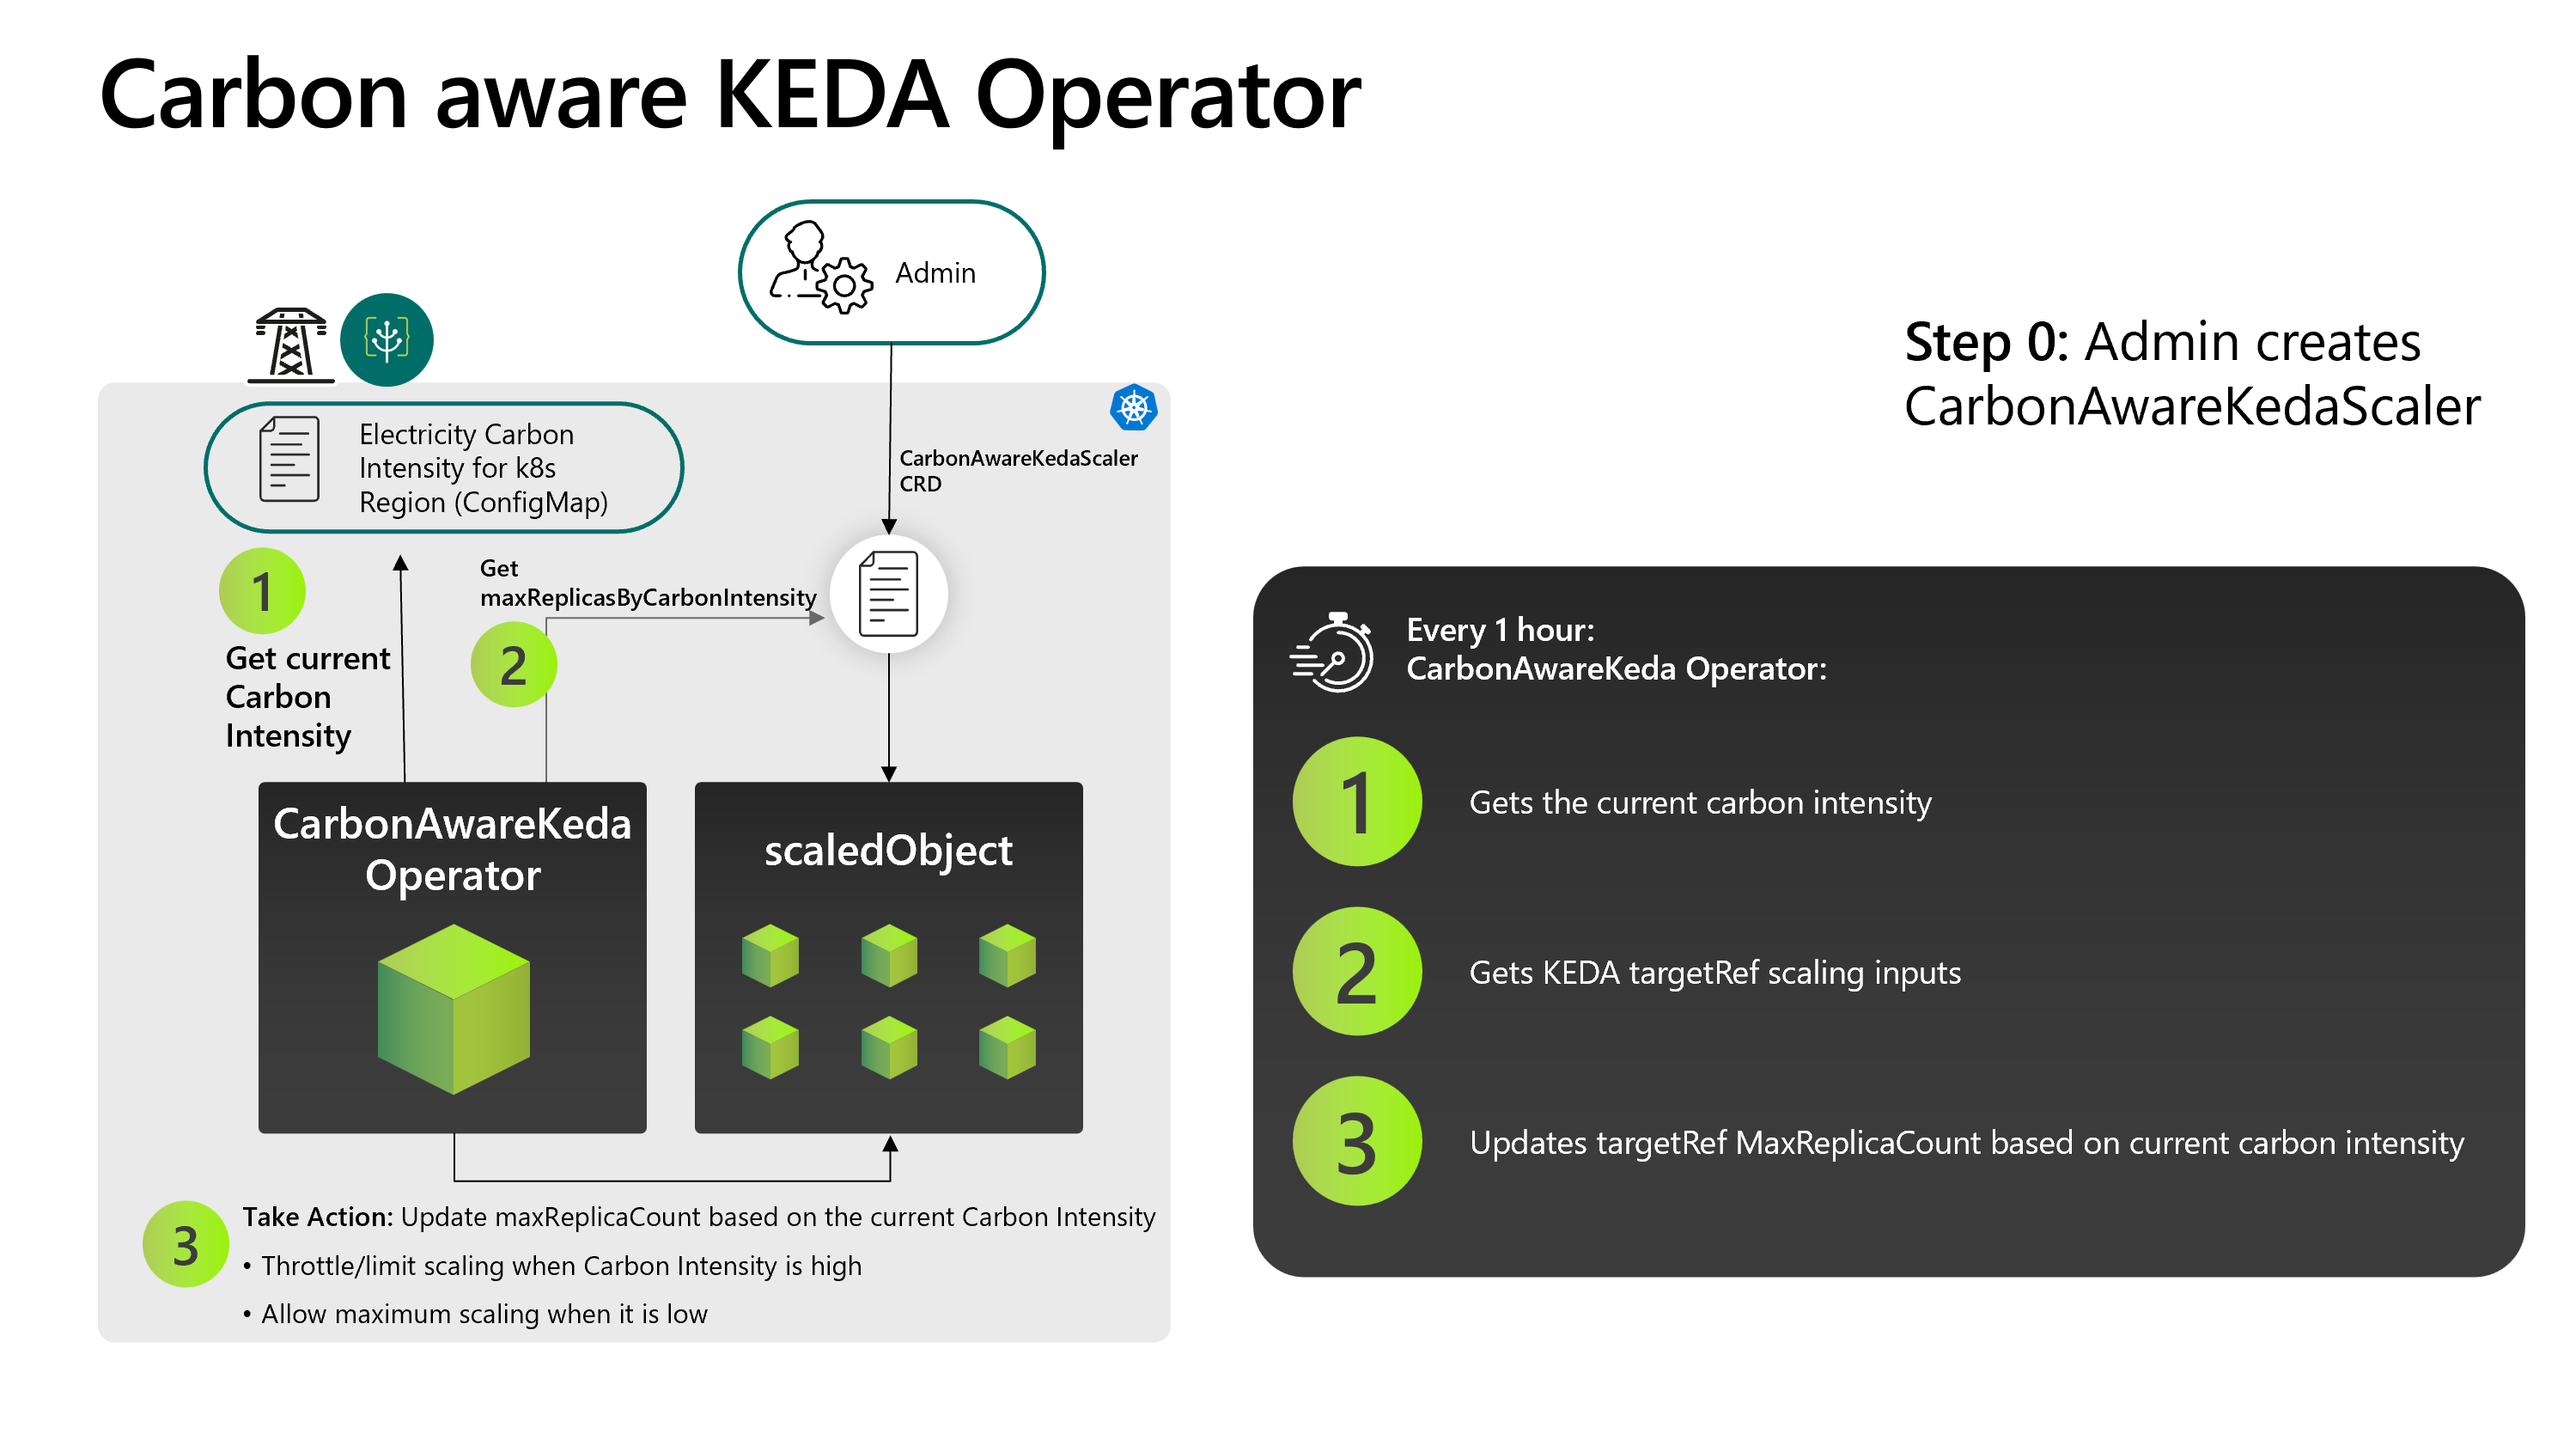 Carbon aware KEDA Operator
Admin
Electricity Carbon
Intensity for k8s
Region (ConfigMap)
CarbonAwareKedaScaler
CRD
1
Get current
Carbon
Intensity
Get
maxReplicasByCarbonIntensity
2
CarbonAwareKeda
Operator
scaledObject
3
Take Action: Update maxReplicaCount based on the current Carbon Intensity
• Throttle/limit scaling when Carbon Intensity is high
• Allow maximum scaling when it is low
Step 0: Admin creates
CarbonAwareKedaScaler
Every 1 hour:
CarbonAwareKeda Operator:
1
Gets the current carbon intensity
2
Gets KEDA targetRef scaling inputs
3
Updates targetRef MaxReplicaCount based on current carbon intensity